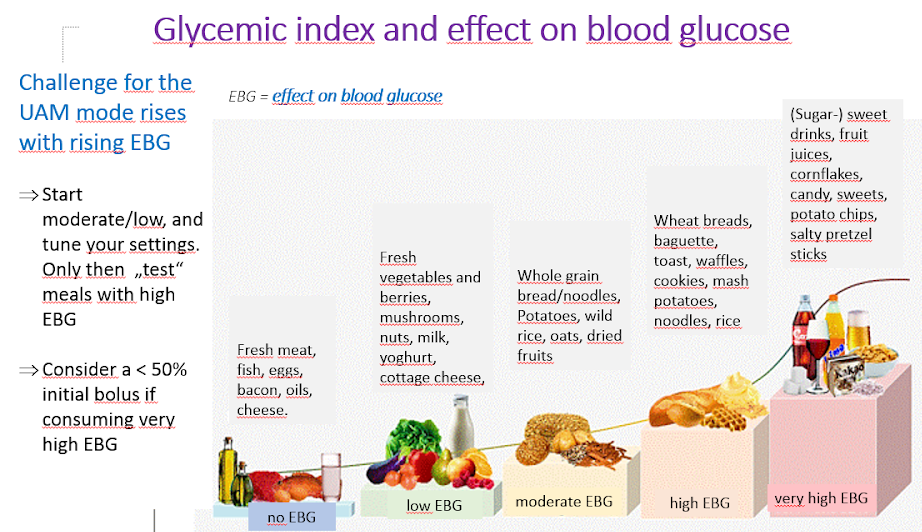 Glycemic index and effect on blood glucose
Challenge for the
UAM mode rises
with rising EBG
⇒ Start
moderate/low, and
tune your settings.
Only then „test“
meals with high
EBG
⇒ Consider a < 50%
initial bolus if
consuming very
high EBG
EBG = effect on blood glucose
Fresh meat,
fish, eggs,
bacon, oils,
cheese.
Fresh
vegetables and
berries,
mushrooms,
nuts, milk,
yoghurt,
cottage cheese,
Whole grain
bread/noodles,
Potatoes, wild
rice, oats, dried
fruits
Wheat breads,
baguette,
toast, waffles,
cookies, mash
potatoes,
noodles, rice
(Sugar-) sweet
drinks, fruit
juices,
cornflakes,
candy, sweets,
potato chips,
salty pretzel
sticks
Kakao
no EBG
low EBG
moderate EBG
high EBG
very high EBG